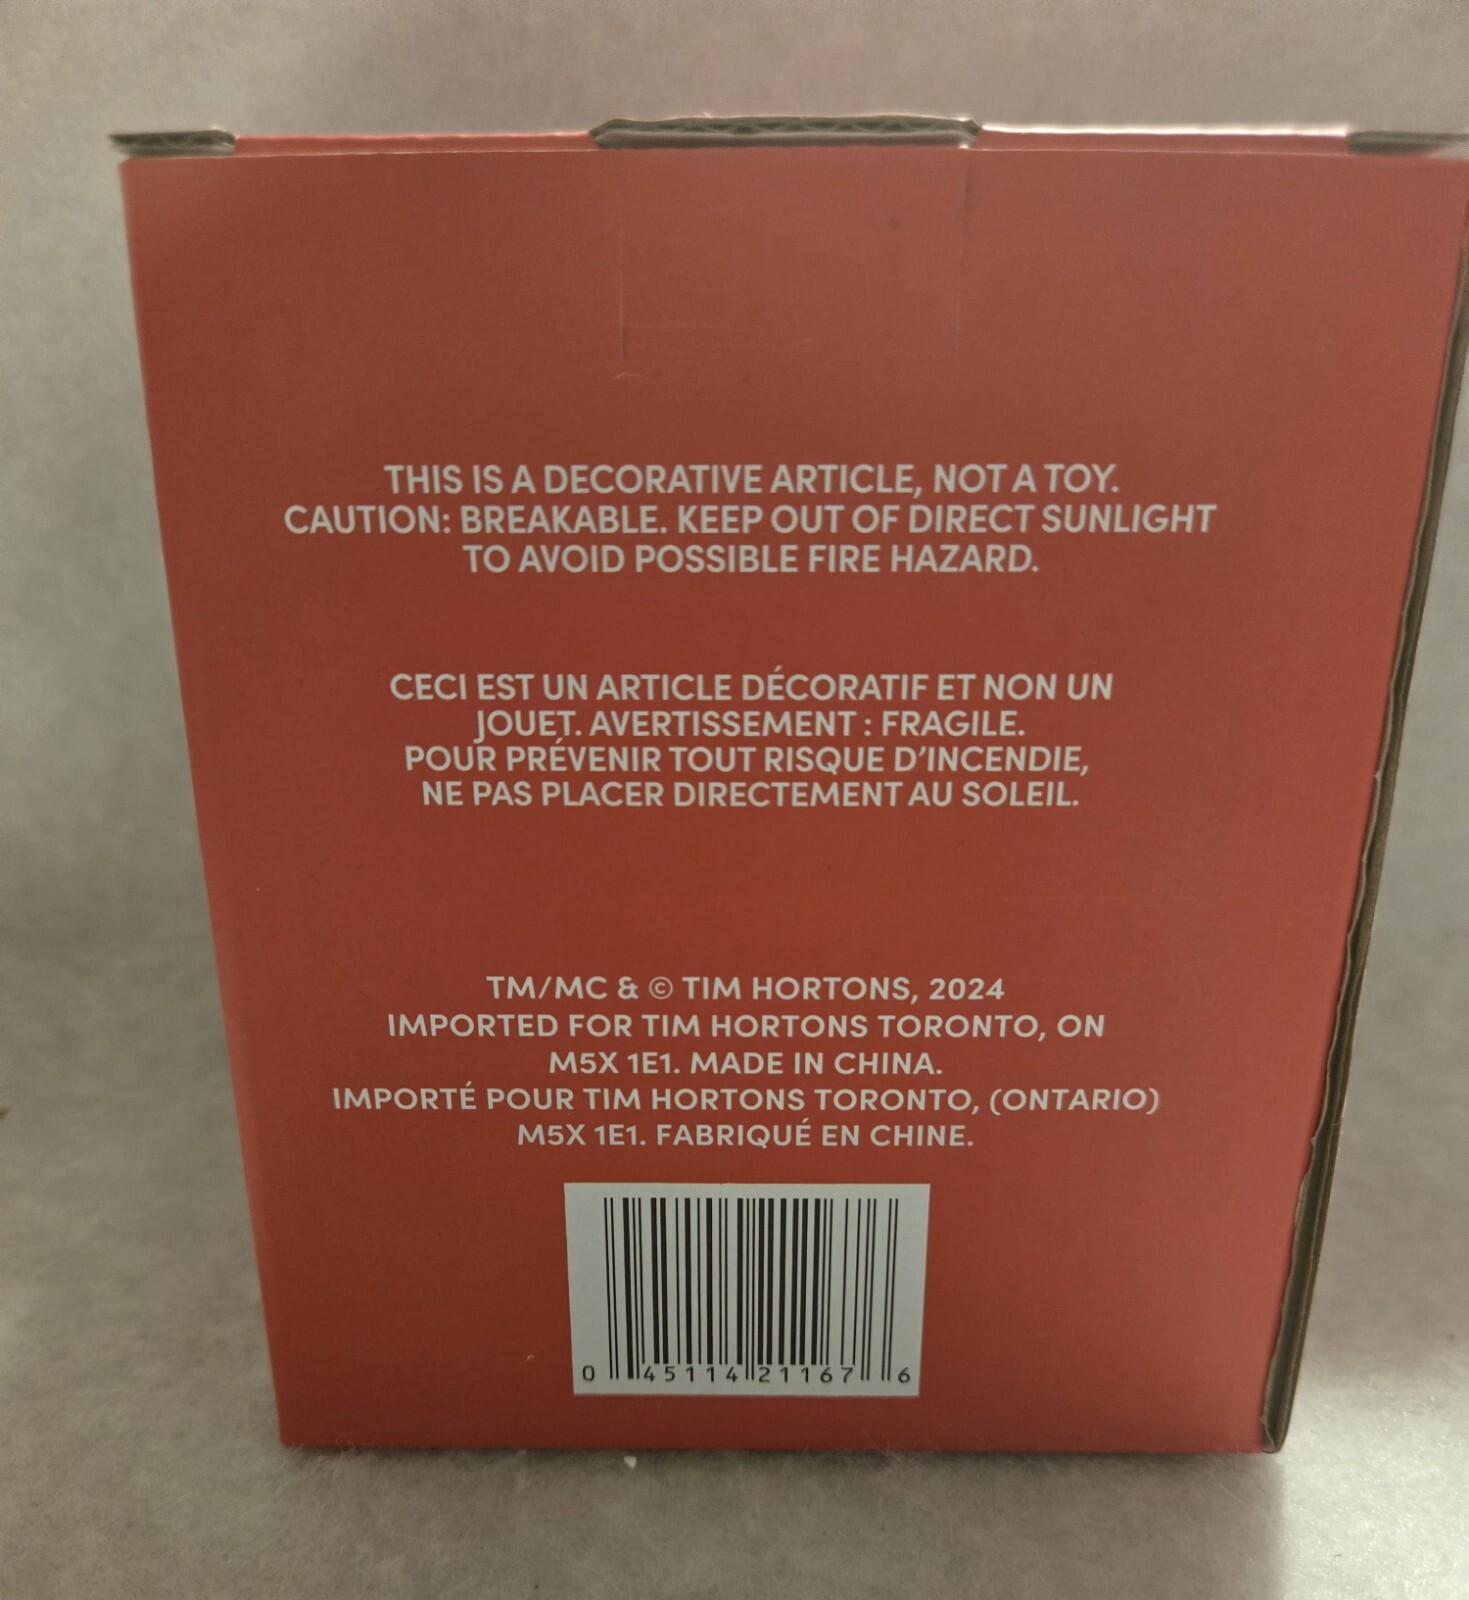 THIS IS A DECORATIVE ARTICLE, NOT A TOY.
CAUTION: BREAKABLE. KEEP OUT OF DIRECT SUNLIGHT
TO AVOID POSSIBLE FIRE HAZARD.
CECI EST UN ARTICLE DÉCORATIF ET NON UN
JOUET. AVERTISSEMENT : FRAGILE.
POUR PRÉVENIR TOUT RISQUE D'INCENDIE,
NE PAS PLACER DIRECTEMENT AU SOLEIL.
TM/MC & © TIM HORTONS, 2024
IMPORTED FOR TIM HORTONS TORONTO, ON
M5X 1E1. MADE IN CHINA.
IMPORTÉ POUR TIM HORTONS TORONTO, (ONTARIO)
M5X 1E1. FABRIQUÉ EN CHINE.
0 45114 21167 6